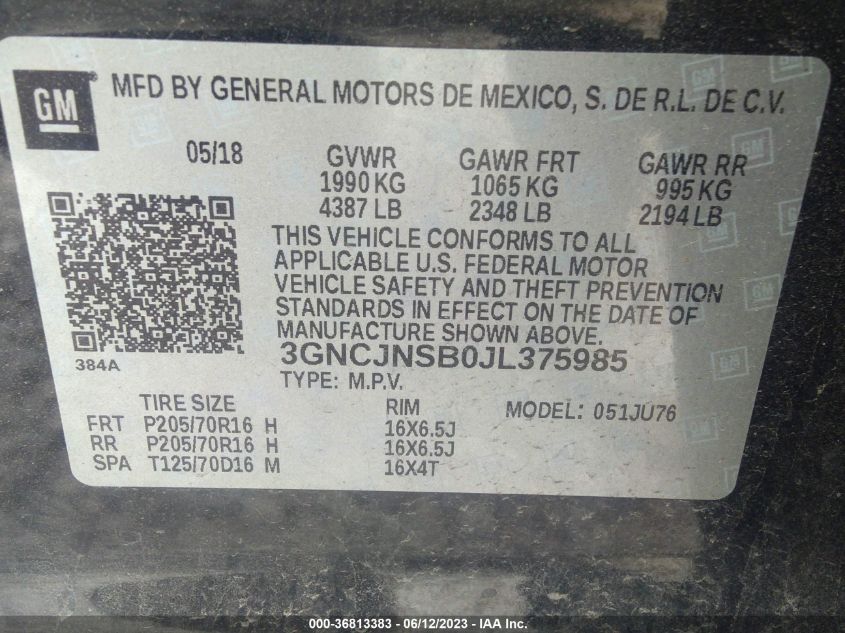 GM
MFD BY GENERAL MOTORS DE MEXICO, S. DE R.L. DE C.V.
05/18 GVWR GAWR FRT GAWR RR
1990 KG 1065 KG 995 KG
4387 LB 2348 LB 2194 LB
THIS VEHICLE CONFORMS TO ALL
APPLICABLE U.S. FEDERAL MOTOR
VEHICLE SAFETY AND THEFT PREVENTION
STANDARDS IN EFFECT ON THE DATE OF
MANUFACTURE SHOWN ABOVE.
3GNCJNSB0JL375985
384A
TYPE: M.P.V.
TIRE SIZE RIM MODEL: 051JU76
FRT P205/70R16 H 16X6.5J
RR P205/70R16 H 16X6.5J
SPA T125/70D16 M 16X4T
000-36813383 - 06/12/2023 - IAA Inc.